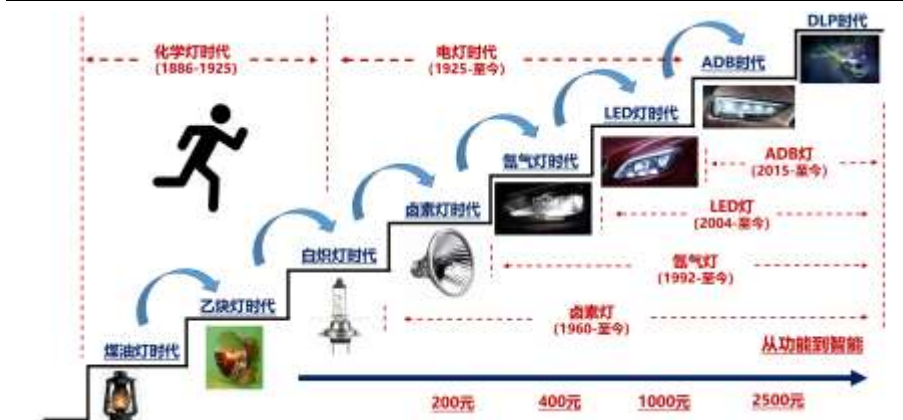 DLP时代
化学灯时代
(1886-1925)
电灯时代
(1925-至今)
ADB时代
LED灯时代
ADB灯
(2015-至今)
氙气灯时代
LED灯
(2004-至今)
卤素灯时代
氙气灯
(1992-至今)
白炽灯时代
乙炔灯时代
卤素灯
(1960-至今)
煤油灯时代
从功能到智能
200元
400元
1000元
2500元